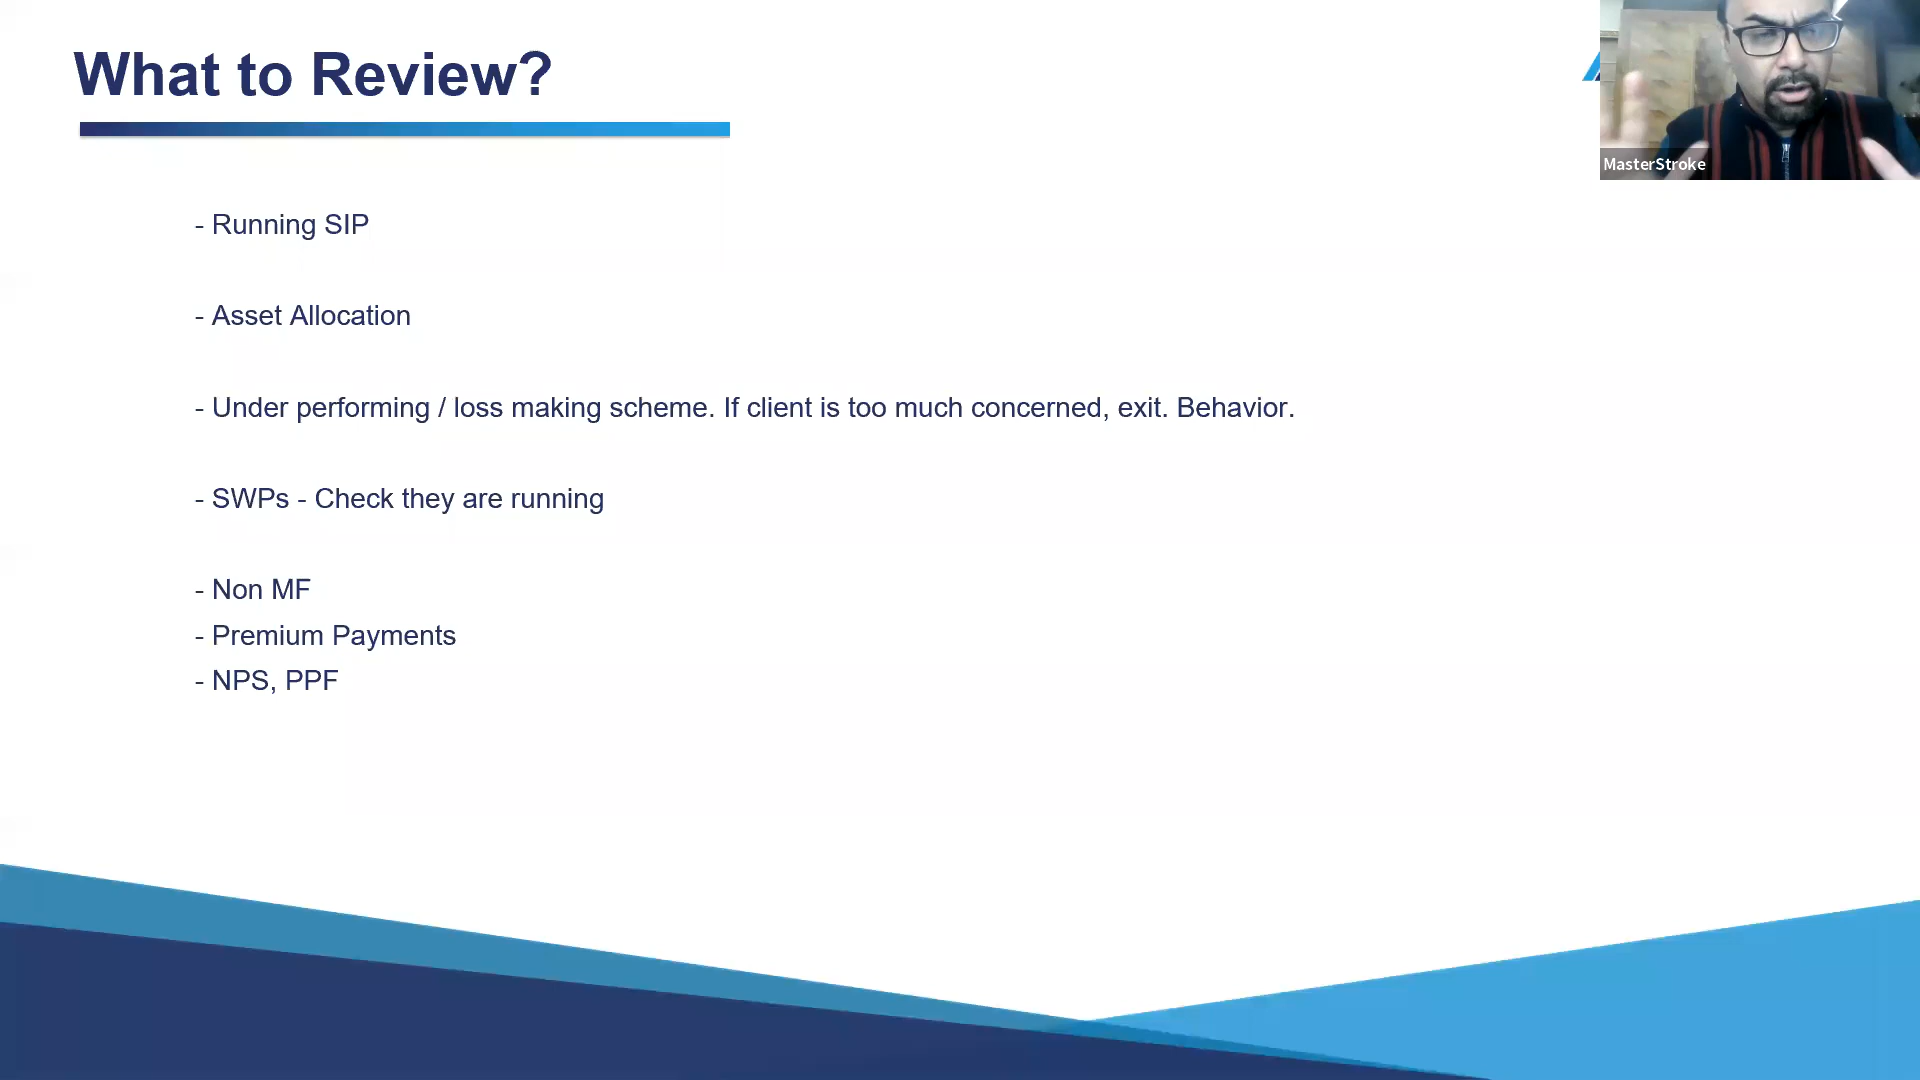 What to Review?
MasterStroke
- Running SIP
- Asset Allocation
- Under performing / loss making scheme. If client is too much concerned, exit. Behavior.
- SWPs - Check they are running
- Non MF
- Premium Payments
- NPS, PPF